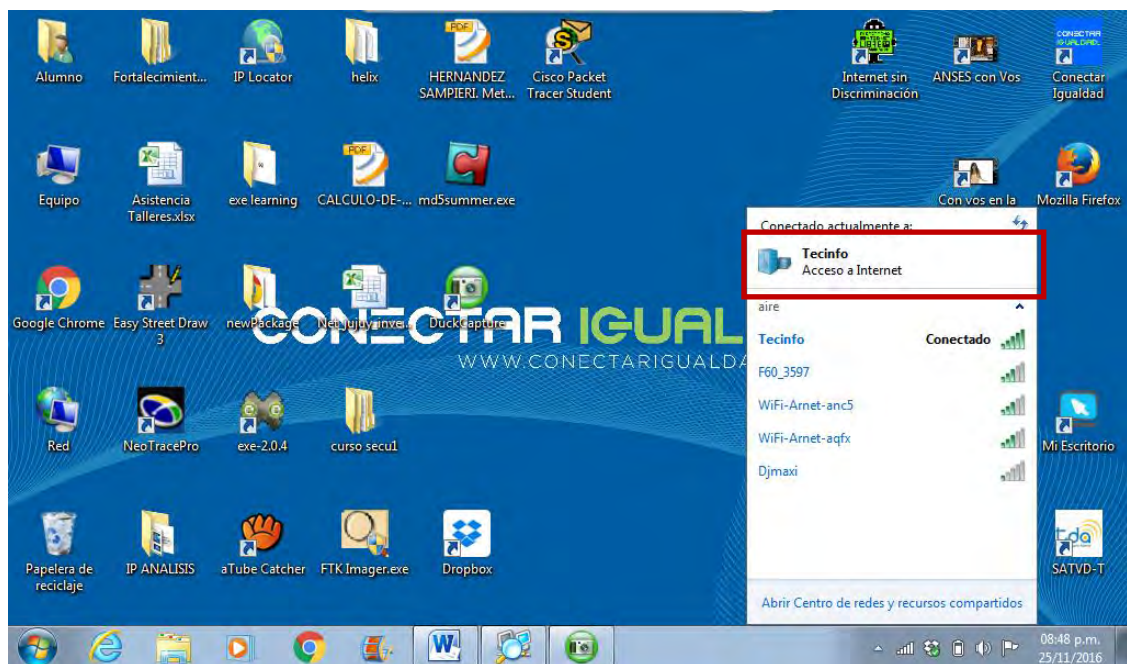 Alumno
Fortalecimient...
IP Locator
helix
HERNANDEZ
SAMPIERI. Met...
Cisco Packet
Tracer Student
Internet sin
Discriminación
ANSES con Vos
CONECTAR
IGUALDAD.
Conectar
Igualdad
Equipo
Asistencia
Talleres.xlsx
exe learning
CALCULO-DE-...
md5summer.exe
Con vos en la
Mozilla Firefox
Google Chrome
Easy Street Draw
3
newPackage
Net_jujuy_inve...
DuckCapture
CONECTAR IGUAL
WWW.CONECTARIGUALDA
Red
NeoTracePro
exe-2.0.4
curso secu1
Mi Escritorio
Papelera de
reciclaje
IP ANALISIS
aTube Catcher
FTK Imager.exe
Dropbox
tda
SATVD-T
Conectado actualmente a:
Tecinfo
Acceso a Internet
aire
Tecinfo Conectado
F60_3597
WiFi-Arnet-anc5
WiFi-Arnet-aqfx
Djmaxi
Abrir Centro de redes y recursos compartidos
08:48 p.m.
25/11/2016